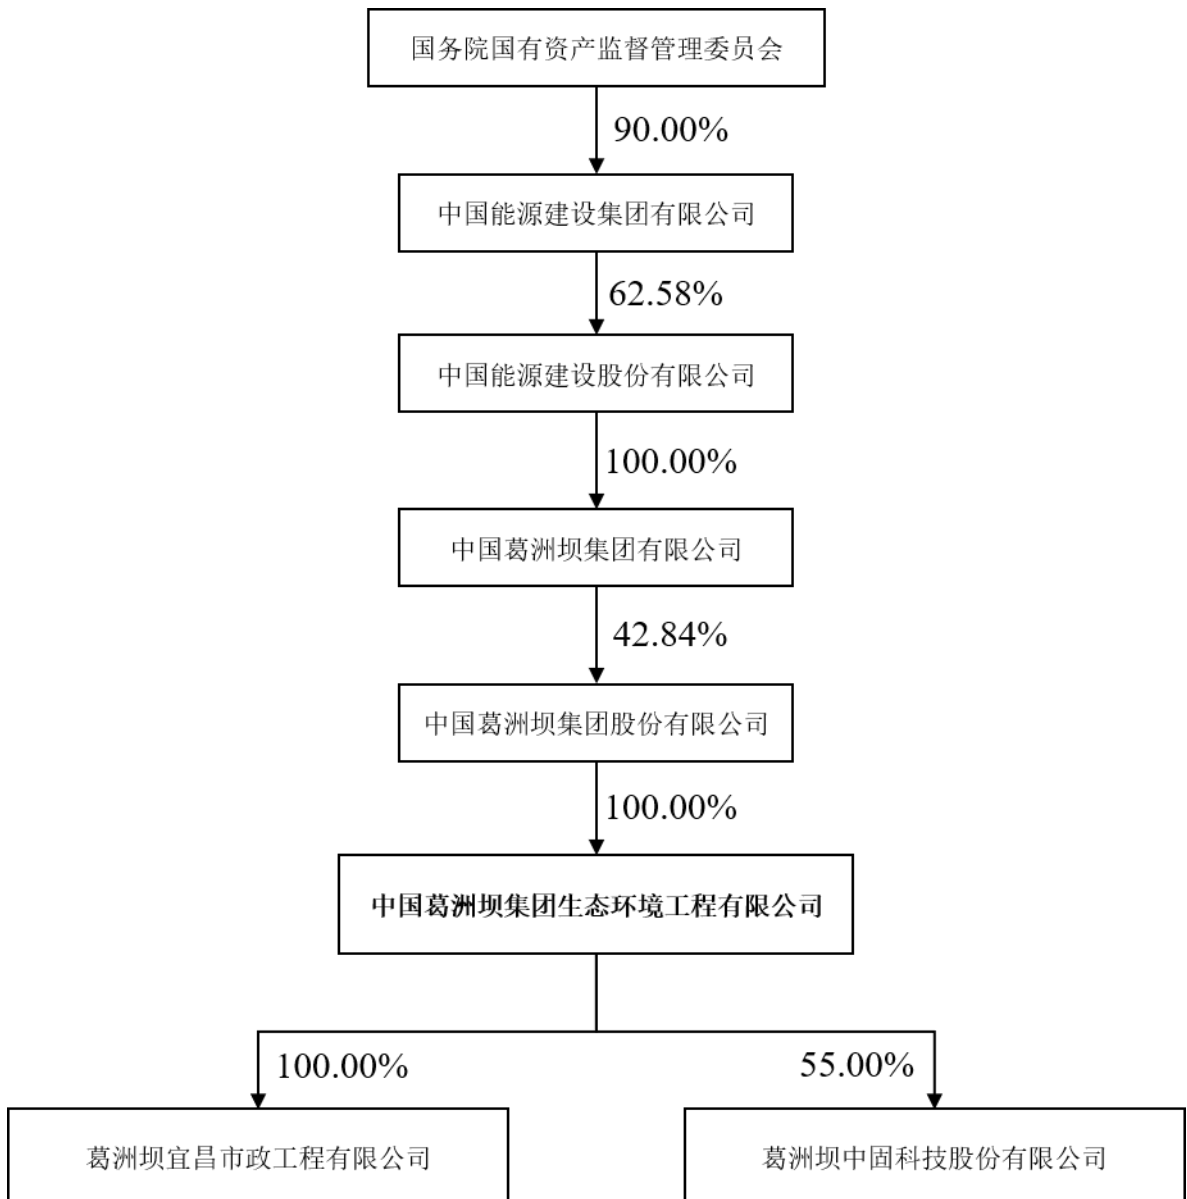 国务院国有资产监督管理委员会
90.00%
中国能源建设集团有限公司
62.58%
中国能源建设股份有限公司
100.00%
中国葛洲坝集团有限公司
42.84%
中国葛洲坝集团股份有限公司
100.00%
中国葛洲坝集团生态环境工程有限公司
100.00%
55.00%
葛洲坝宜昌市政工程有限公司
葛洲坝中固科技股份有限公司